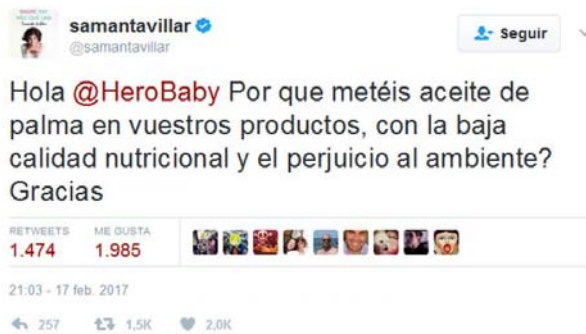 samantavillar
@samantavillar
Seguir
Hola @HeroBaby Por que metéis aceite de
palma en vuestros productos, con la baja
calidad nutricional y el perjuicio al ambiente?
Gracias
RETWEETS ME GUSTA
1.474 1.985
21:03 - 17 feb. 2017
257 1,5K 2,0K